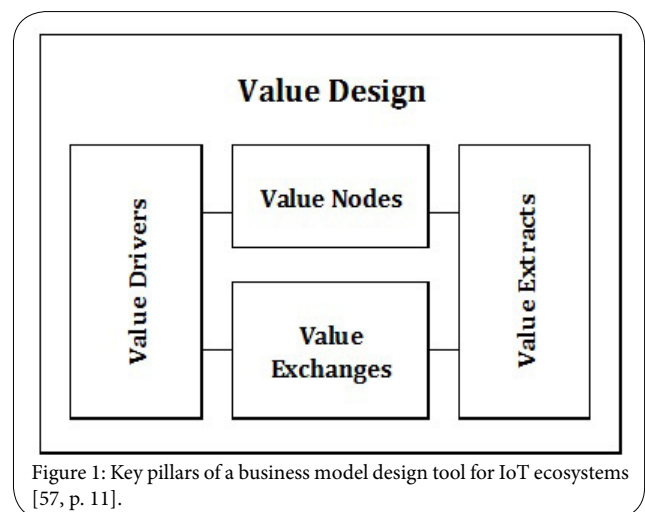 Value Design
Value Drivers
Value Nodes
Value
Exchanges
Value Extracts
Figure 1: Key pillars of a business model design tool for IoT ecosystems
[57, p. 11].